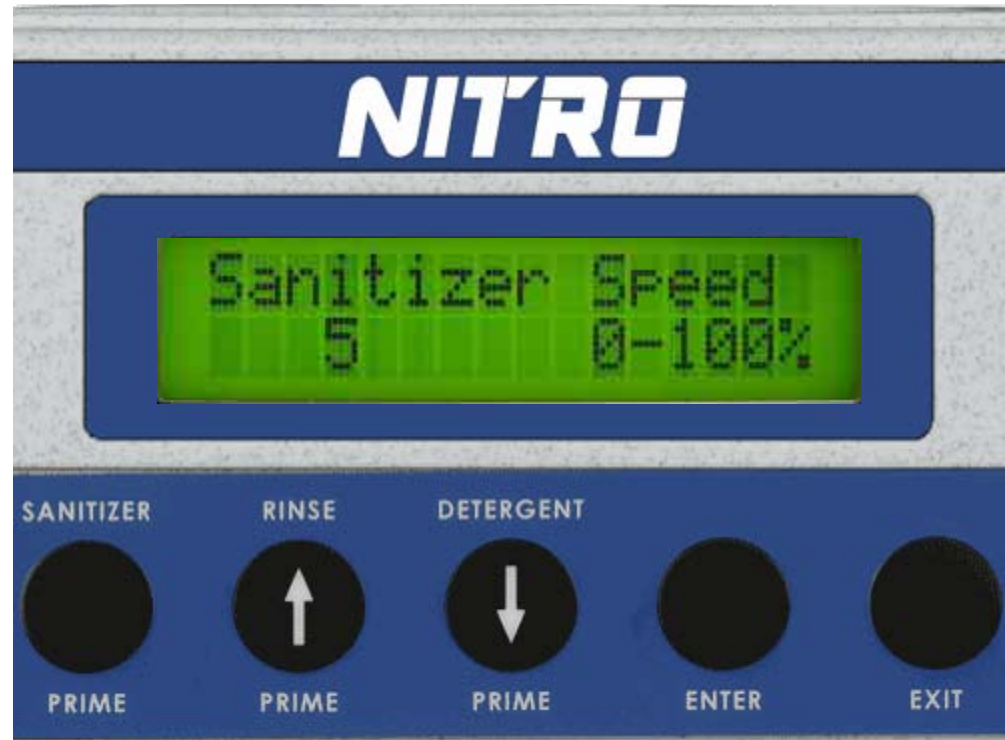 NITRO
Sanitizer Speed
5 0-100%
SANITIZER RINSE DETERGENT
PRIME PRIME PRIME ENTER EXIT